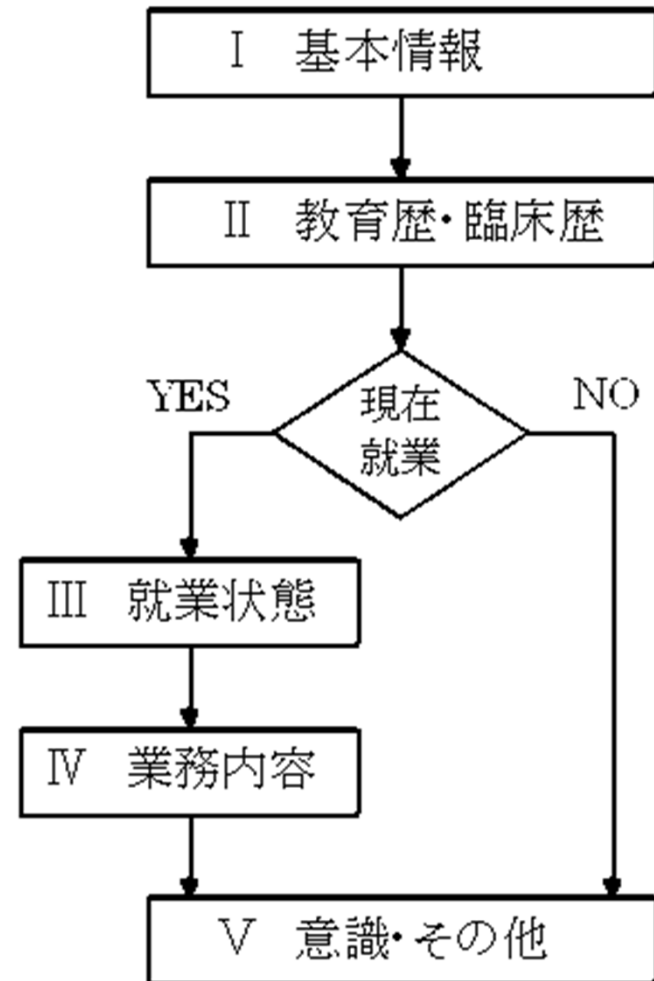 Ⅰ 基本情報
Ⅱ 教育歴・臨床歴
YES
現在
就業
NO
Ⅲ 就業状態
Ⅳ 業務内容
Ⅴ 意識・その他